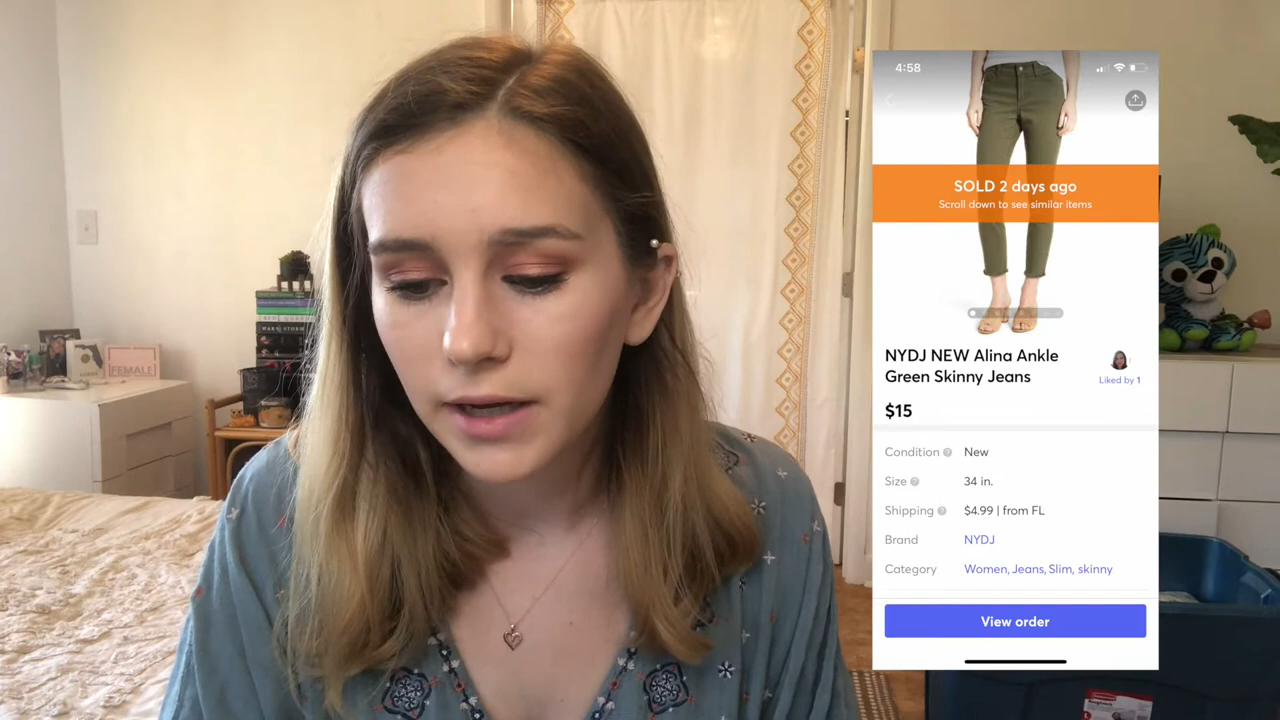 4:58
SOLD 2 days ago
Scroll down to see similar items
NYDJ NEW Alina Ankle
Green Skinny Jeans
Liked by 1
$15
Condition
New
Size
34 in.
Shipping
$4.99 | from FL
Brand
NYDJ
Category
Women, Jeans, Slim, skinny
View order
FEMALE